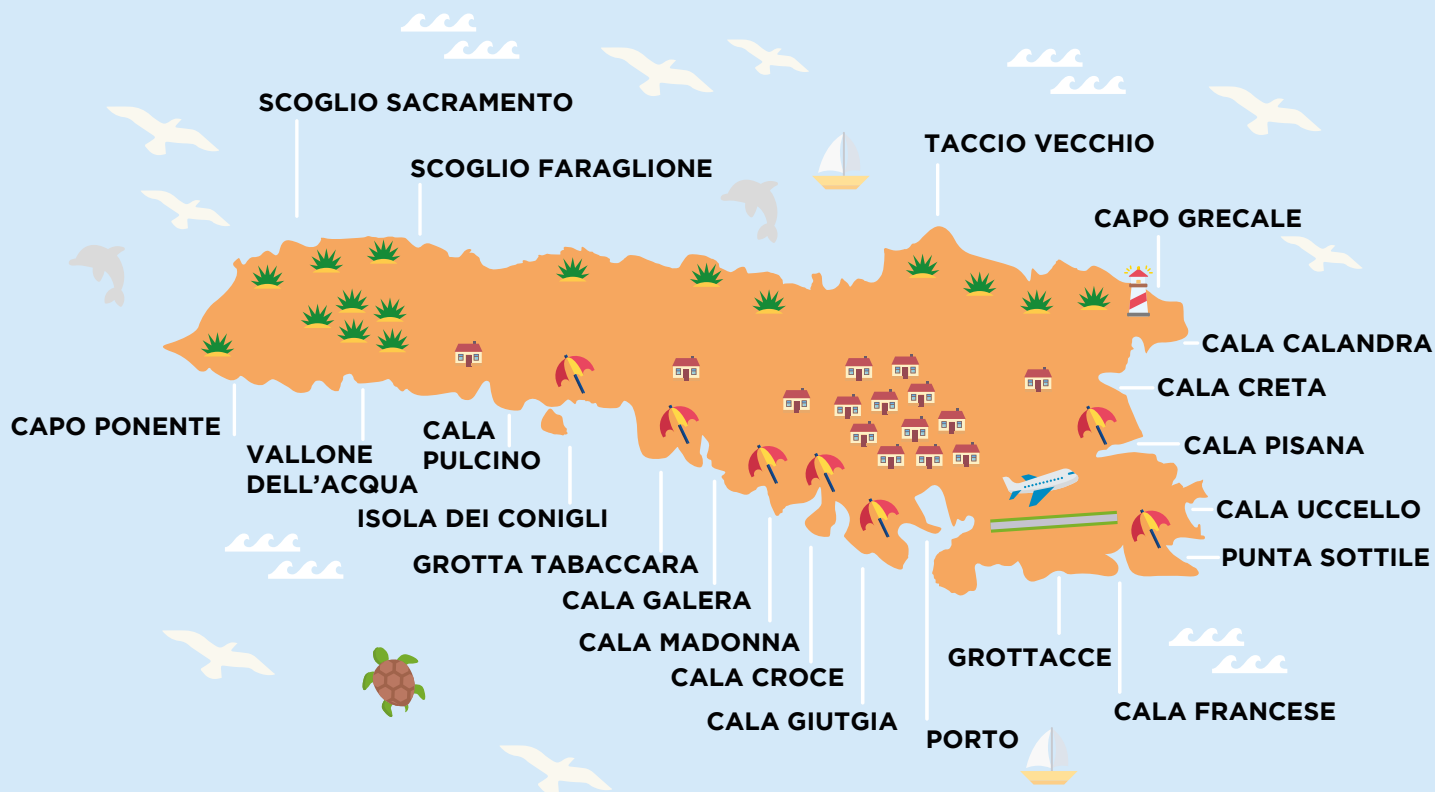 SCOGLIO SACRAMENTO
SCOGLIO FARAGLIONE
TACCIO VECCHIO
CAPO GRECALE
CALA CALANDRA
CALA CRETA
CAPO PONENTE
VALLONE
DELL’ACQUA
CALA
PULCINO
CALA PISANA
ISOLA DEI CONIGLI
CALA UCCELLO
GROTTA TABACCARA
PUNTA SOTTILE
CALA GALERA
CALA MADONNA
GROTTACCE
CALA CROCE
CALA GIUTGIA
CALA FRANCESE
PORTO